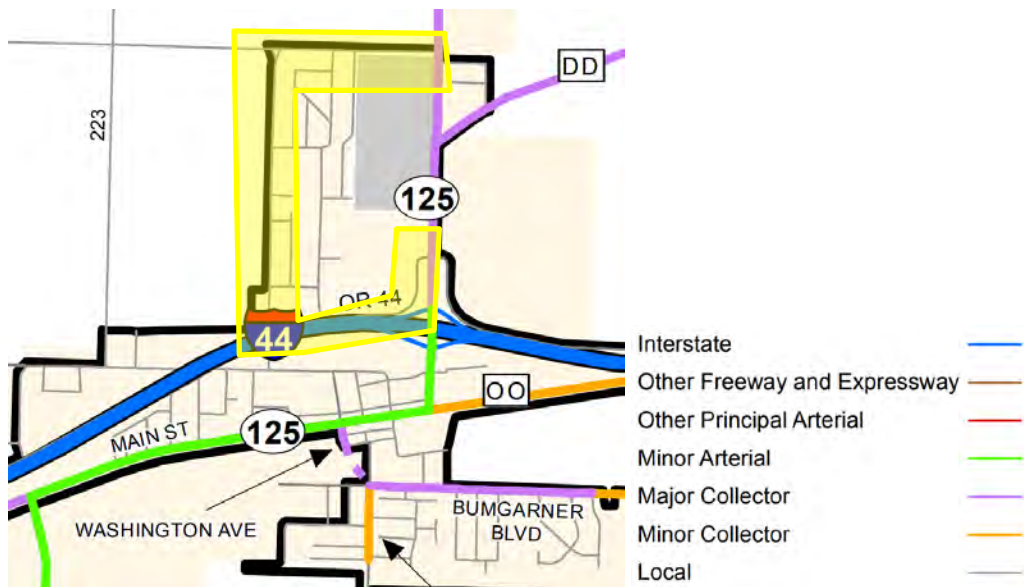 DD
223
125
OR 44
44
Interstate
Other Freeway and Expressway
OO
Other Principal Arterial
MAIN ST
125
Minor Arterial
Major Collector
BUMGARNER
BLVD
WASHINGTON AVE
Minor Collector
Local